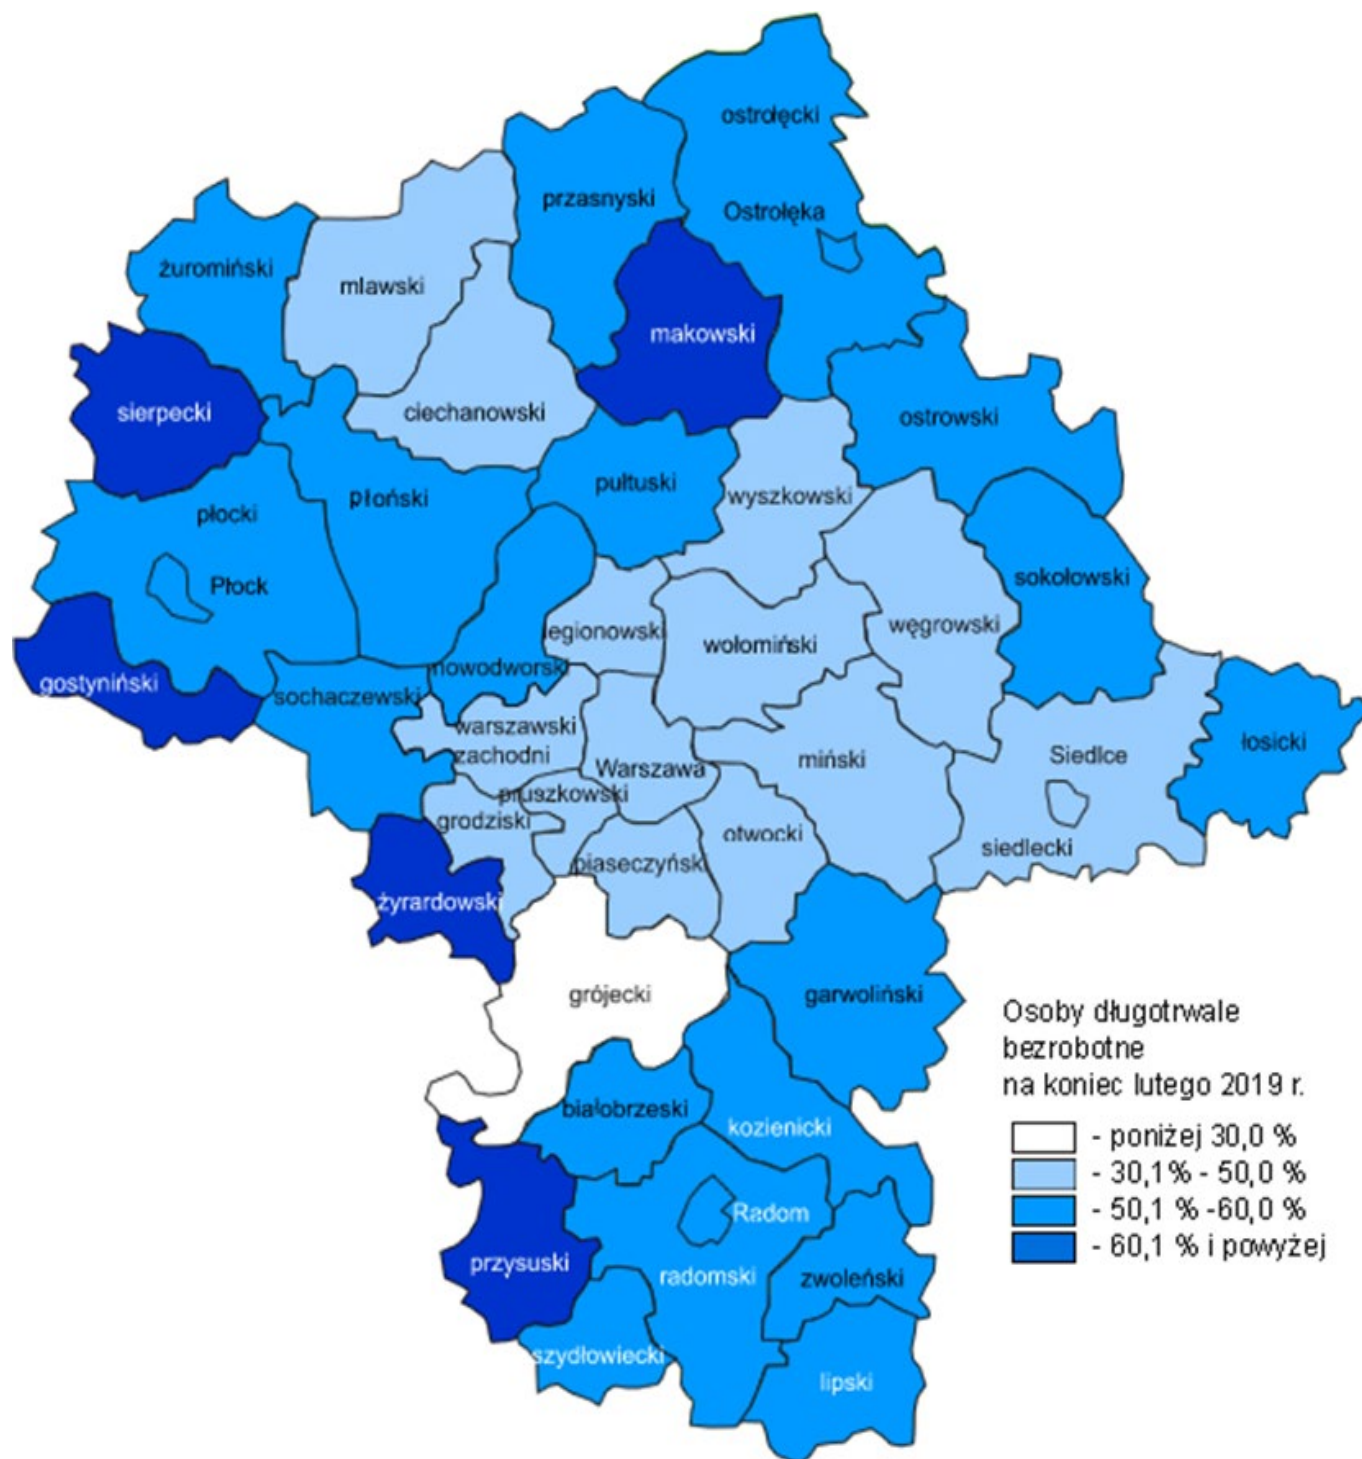 ostrołęcki
przasnyski
Ostrołęka
żuromiński
mlawski
makowski
sierpecki
ciechanowski
ostrowski
płocki
płoński
pułtuski
wyszkowski
Płock
sokołowski
legionowski
wołomiński
węgrowski
gostyniński
sochaczewski
nowodworski
warszawski
zachodni
Warszawa
miński
Siedlce
łosicki
pruszkowski
grodziski
otwocki
siedlecki
piaseczyński
żyrardowski
grójecki
garwoliński
Osoby długotrwale
bezrobotne
na koniec lutego 2019 r.
- poniżej 30,0 %
- 30,1% - 50,0 %
- 50,1 % -60,0 %
- 60,1 % i powyżej
białobrzeski
kozienicki
Radom
przysuski
radomski
zwoleński
szydłowiecki
lipski